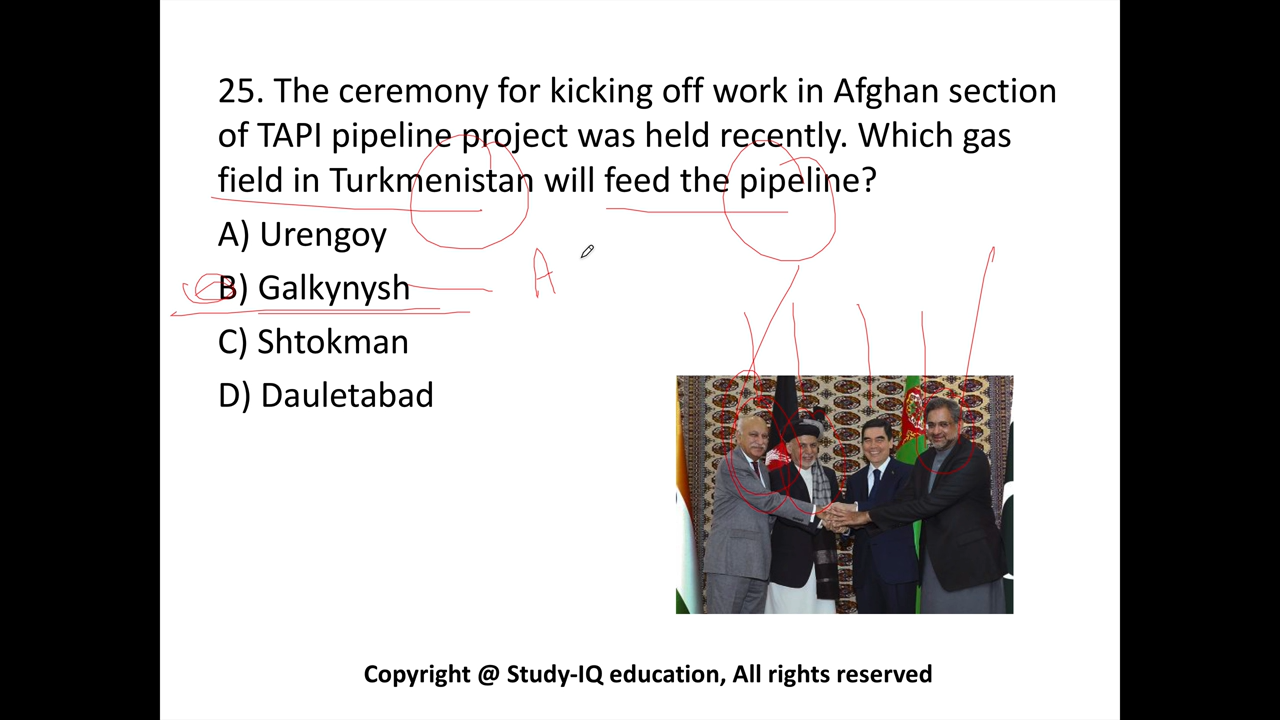 25. The ceremony for kicking off work in Afghan section
of TAPI pipeline project was held recently. Which gas
field in Turkmenistan will feed the pipeline?
A) Urengoy
B) Galkynysh
A
C) Shtokman
D) Dauletabad
Copyright @ Study-IQ education, All rights reserved